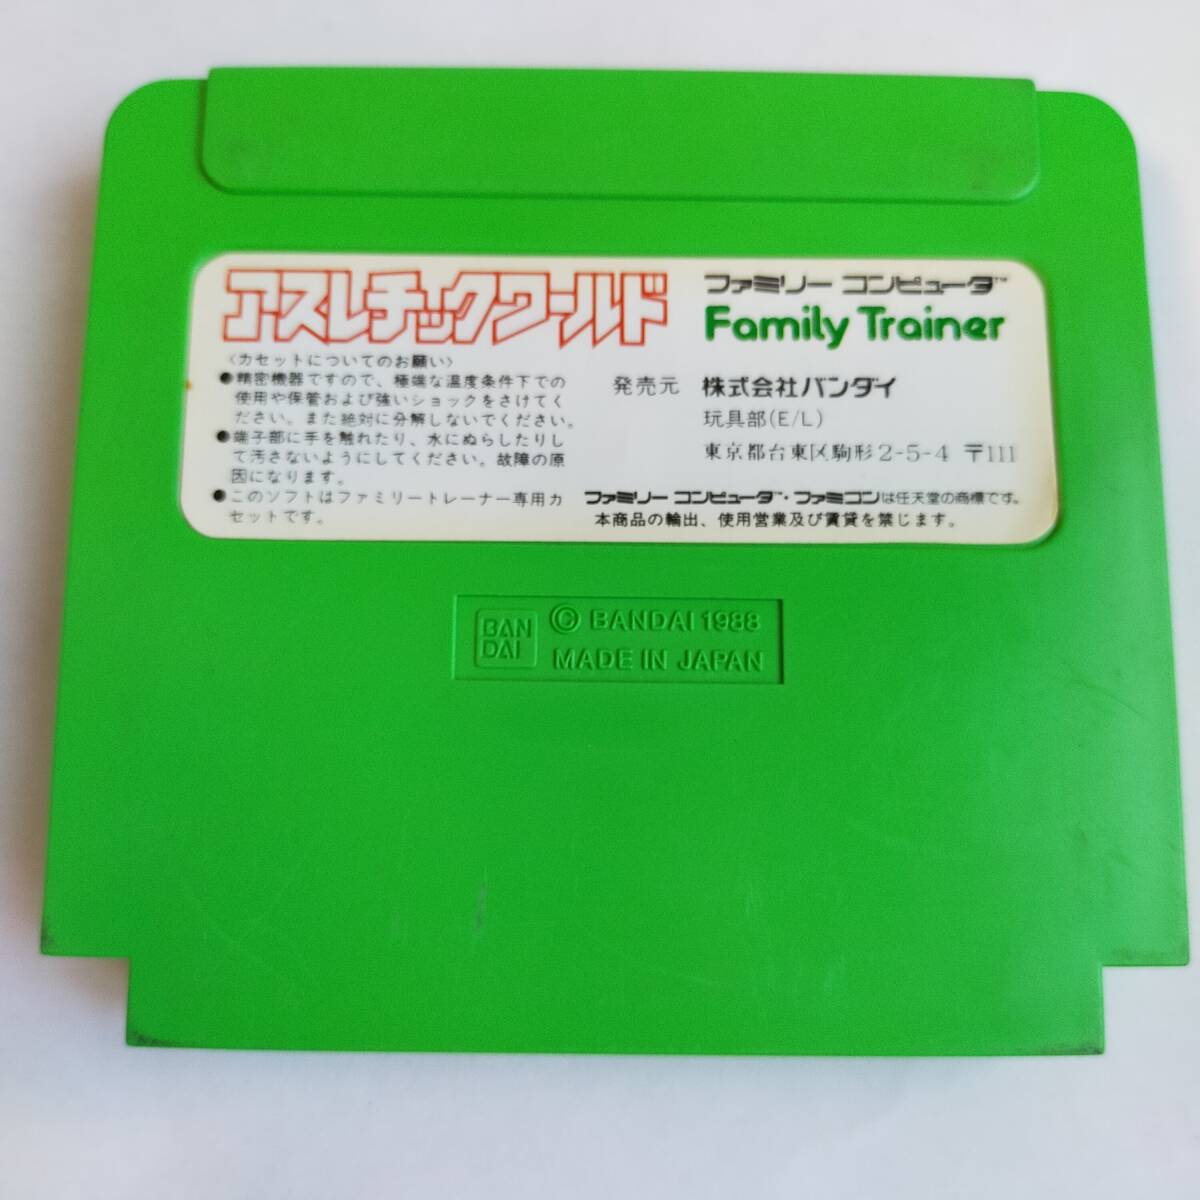 アスレチックワールド
〈カセットについてのお願い〉
●精密機器ですので、極端な温度条件下での
使用や保管および強いショックをさけてく
ださい。また絶対に分解しないでください。
●端子部に手を触れたり、水にぬらしたりし
て汚さないようにしてください。故障の原
因になります。
●このソフトはファミリートレーナー専用カ
セットです。
ファミリー コンピュータ™
Family Trainer
発売元 株式会社バンダイ
玩具部(E/L)
東京都台東区駒形2-5-4 〒111
ファミリー コンピュータ™・ファミコンは任天堂の商標です。
本商品の輸出、使用営業及び賃貸を禁じます。
BAN
DAI
© BANDAI 1988
MADE IN JAPAN